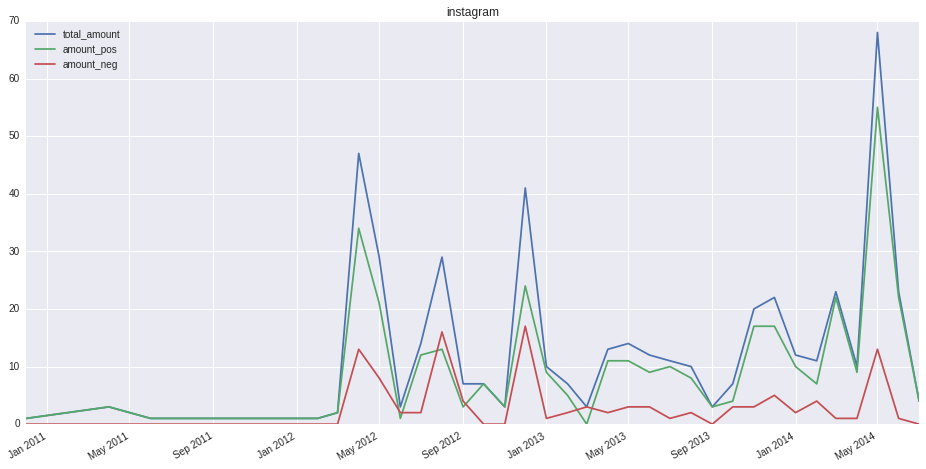 instagram
total_amount
amount_pos
amount_neg
70
60
50
40
30
20
10
0
Jan 2011
May 2011
Sep 2011
Jan 2012
May 2012
Sep 2012
Jan 2013
May 2013
Sep 2013
Jan 2014
May 2014